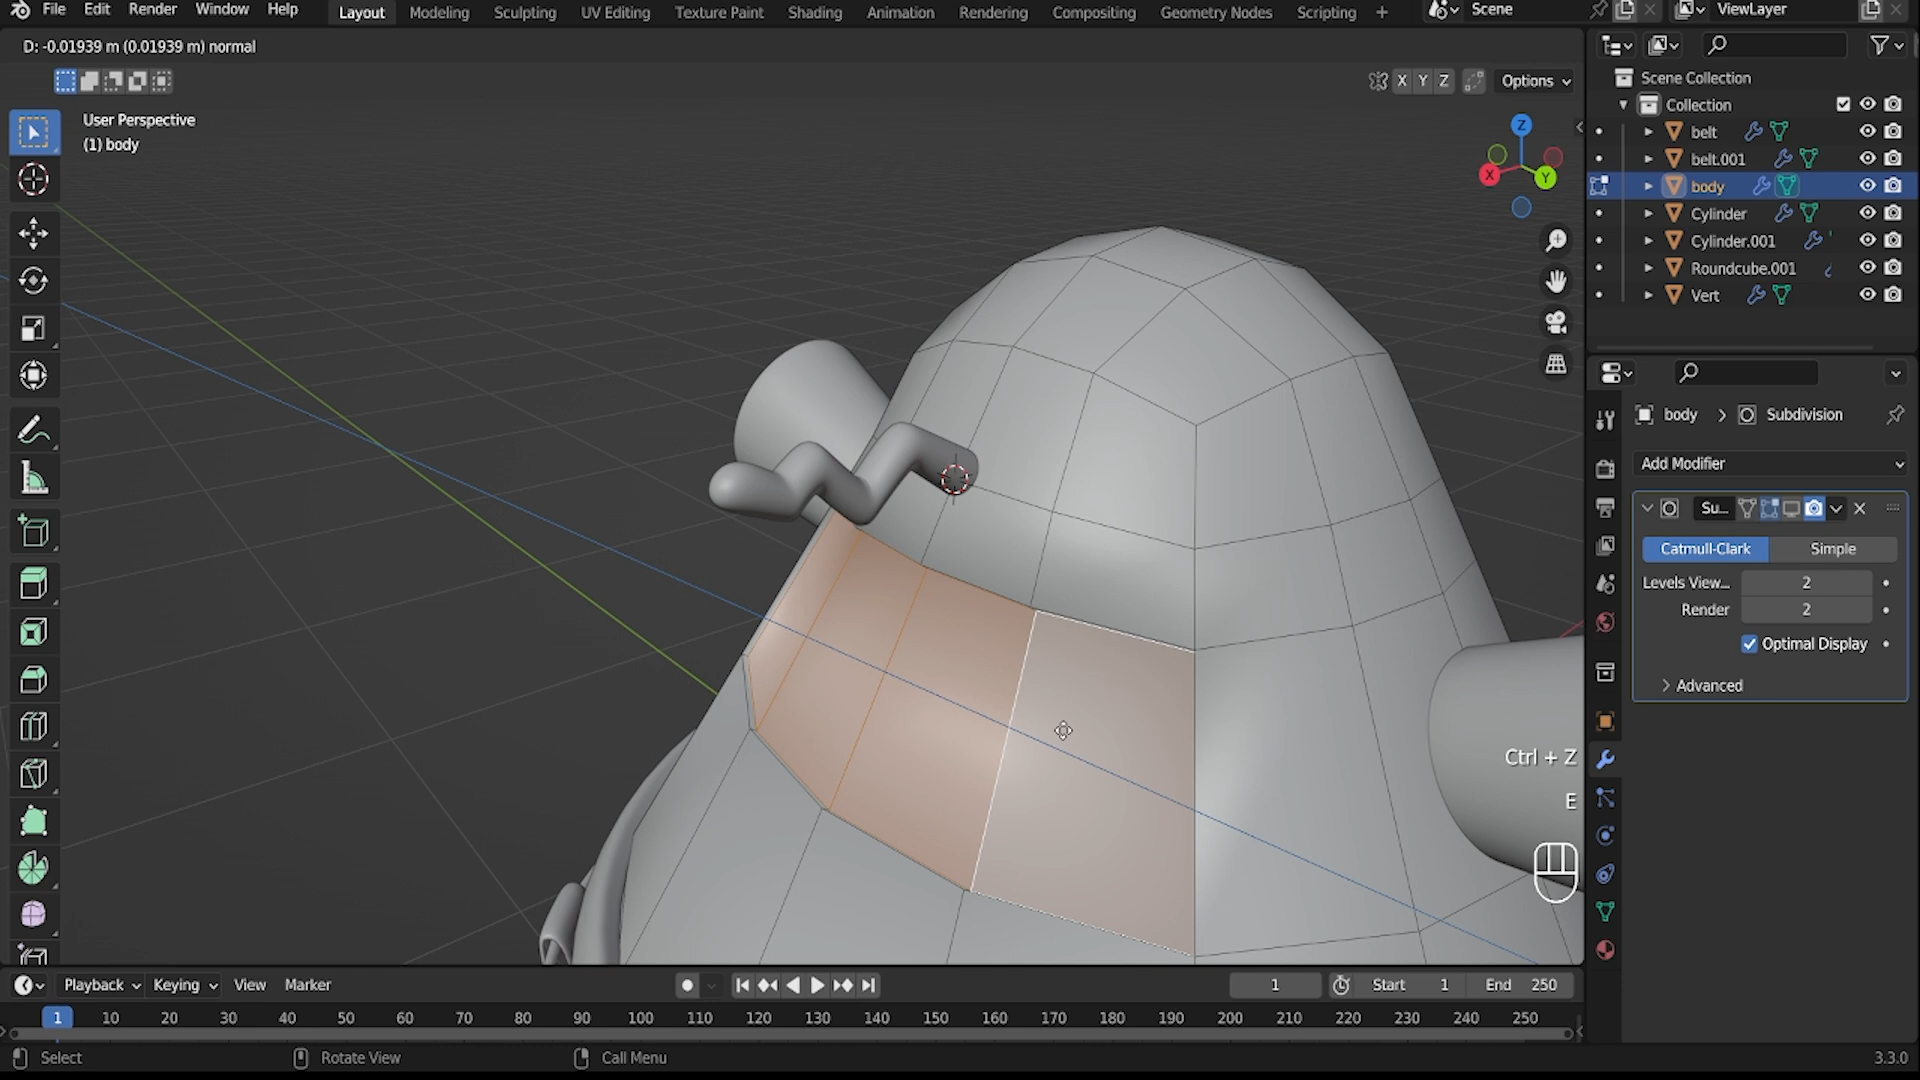 File Edit Render Window Help Layout Modeling Sculpting UV Editing Texture Paint Shading Animation Rendering Compositing Geometry Nodes Scripting + Scene ViewLayer
D: -0.01939 m (0.01939 m) normal
X Y Z Options
User Perspective
(1) body
Z
X
Y
Scene Collection
Collection
belt
belt.001
body
Cylinder
Cylinder.001
Roundcube.001
Vert
body > Subdivision
Add Modifier
Su...
Catmull-Clark Simple
Levels View... 2
Render 2
Optimal Display
Advanced
Ctrl + Z
E
Playback Keying View Marker 1 Start 1 End 250
1 10 20 30 40 50 60 70 80 90 100 110 120 130 140 150 160 170 180 190 200 210 220 230 240 250
Select Rotate View Call Menu 3.3.0